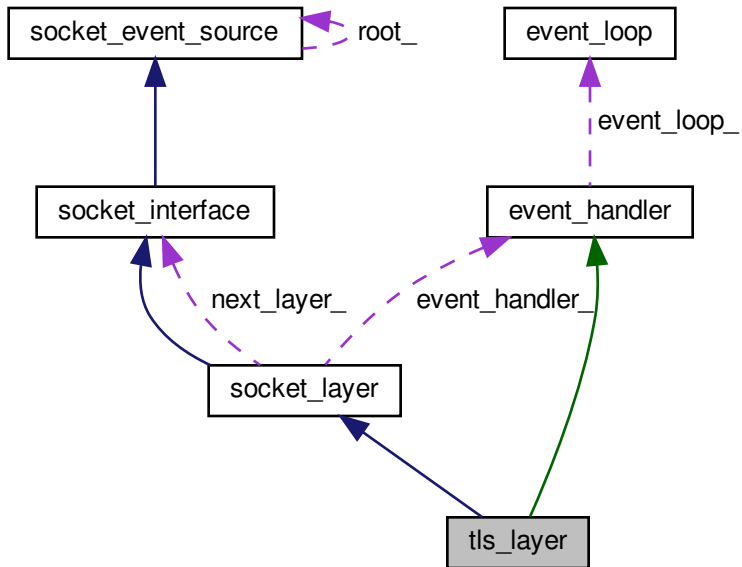 socket_event_source
root_
event_loop
event_loop_
socket_interface
event_handler
next_layer_
event_handler_
socket_layer
tls_layer